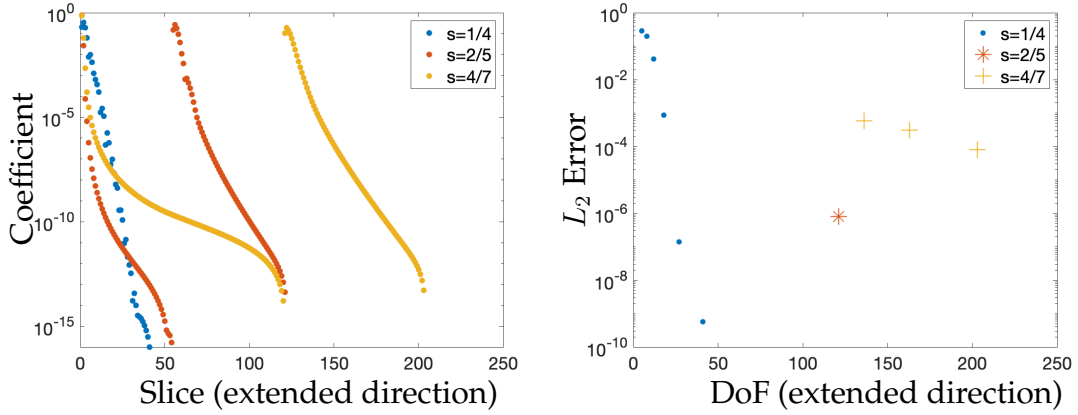 10^0
10^-5
10^-10
10^-15
Coefficient
0 50 100 150 200 250
Slice (extended direction)
s=1/4
s=2/5
s=4/7
10^0
10^-2
10^-4
10^-6
10^-8
10^-10
L_2 Error
0 50 100 150 200 250
DoF (extended direction)
s=1/4
s=2/5
s=4/7